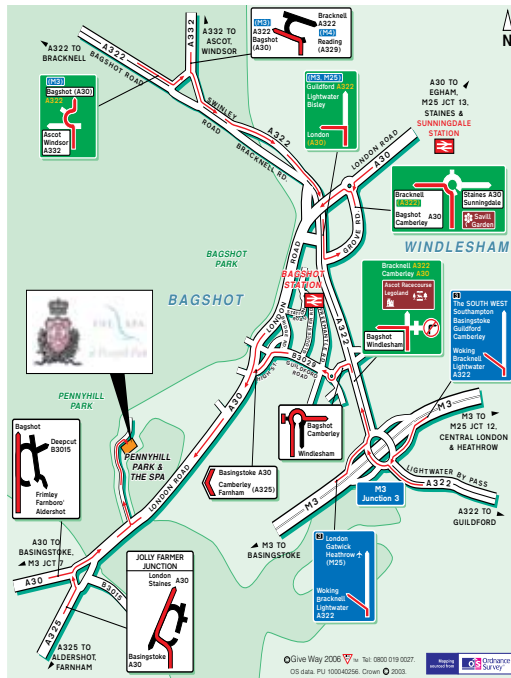 A332
A332 TO
ASCOT,
WINDSOR
(M3)
A322
Bagshot
(A30)
Bracknell
A322
(M4)
Reading
(A329)
N
A322 TO
BRACKNELL
A322
BAGSHOT ROAD
(M3)
Bagshot (A30)
A322
Ascot
Windsor
A332
SWINLEY
ROAD
A322
BRACKNELL RD
(M3, M25)
Guildford A322
Lightwater
Bisley
London
(A30)
A30 TO
EGHAM,
M25 JCT 13,
STAINES &
SUNNINGDALE
STATION
LONDON ROAD
A30
Bracknell
(A322)
Bagshot
Camberley
A30
Staines A30
Sunningdale
Savill
Garden
GROVE RD
WINDLESHAM
BAGSHOT
PARK
BAGSHOT
BAGSHOT
STATION
LONDON
ROAD
A322
Bracknell A322
Camberley A30
Ascot Racecourse
Legoland
Bagshot
Windlesham
The SOUTH WEST
Southampton
Basingstoke
Guildford
Camberley
Woking
Bracknell
Lightwater
A322
HIGH ST
B3029
GUILDFORD
ROAD
A30
PENNYHILL
PARK
PENNYHILL
PARK &
THE SPA
LONDON ROAD
Bagshot
Deepcut
B3015
Frimley
Farnboro'
Aldershot
Basingstoke A30
Camberley
Farnham
(A325)
Bagshot
Camberley
Windlesham
M3
M3 TO
M25 JCT 12,
CENTRAL LONDON
& HEATHROW
LIGHTWATER BY PASS
A322
A322 TO
GUILDFORD
M3
Junction 3
M3
M3 TO
BASINGSTOKE
3
London
Gatwick
Heathrow
(M25)
Woking
Bracknell
Lightwater
A322
A30 TO
BASINGSTOKE,
M3 JCT 7
A30
B3015
A325
A325 TO
ALDERSHOT,
FARNHAM
JOLLY FARMER
JUNCTION
London
Staines
A30
Basingstoke
A30
©Give Way 2006 Tel: 0800 019 0027.
OS data. PU 100040256. Crown © 2003.
Mapping
sourced from
Ordnance
Survey